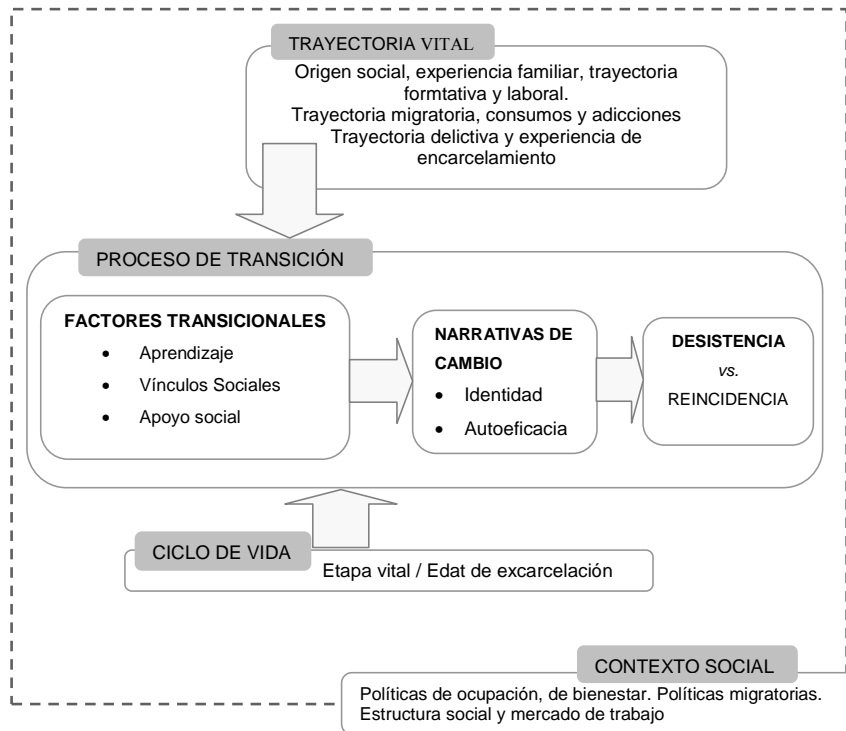 TRAYECTORIA VITAL
Origen social, experiencia familiar, trayectoria
formtativa y laboral.
Trayectoria migratoria, consumos y adicciones
Trayectoria delictiva y experiencia de
encarcelamiento
PROCESO DE TRANSICIÓN
FACTORES TRANSICIONALES
• Aprendizaje
• Vínculos Sociales
• Apoyo social
NARRATIVAS DE
CAMBIO
• Identidad
• Autoeficacia
DESISTENCIA
vs.
REINCIDENCIA
CICLO DE VIDA
Etapa vital / Edat de excarcelación
CONTEXTO SOCIAL
Políticas de ocupación, de bienestar. Políticas migratorias.
Estructura social y mercado de trabajo